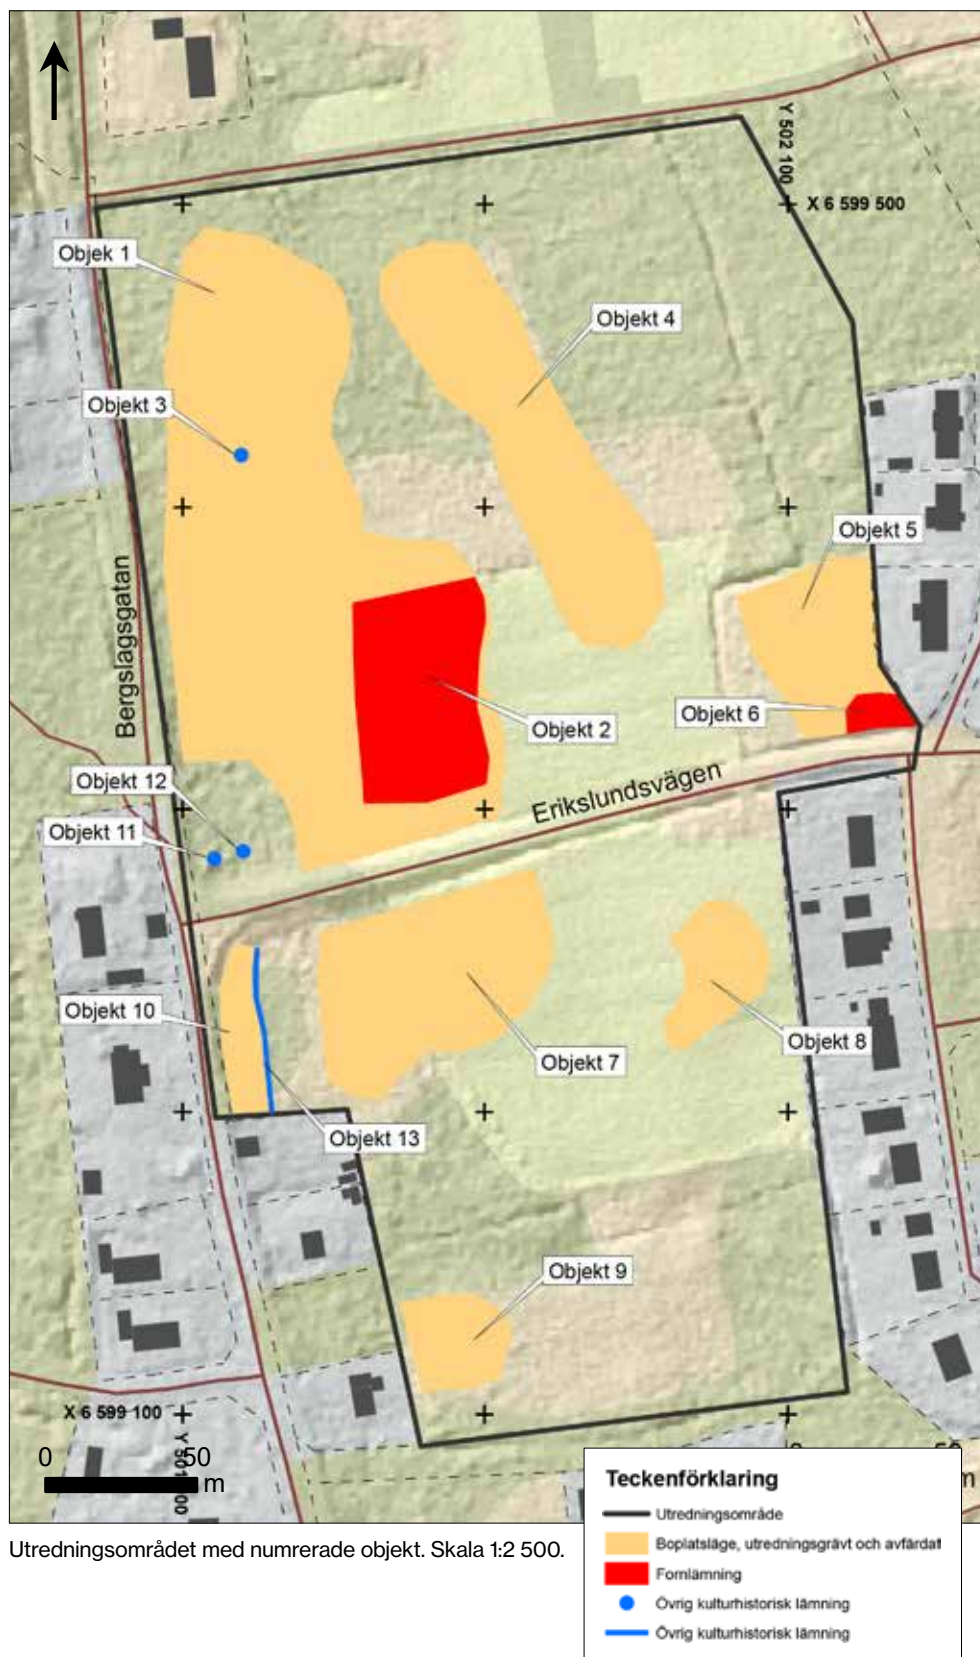 Y 502 100
X 6 599 500
Objek 1
Objekt 4
Objekt 3
Objekt 5
Bergslagsgatan
Objekt 6
Objekt 2
Objekt 12
Erikslundsvägen
Objekt 11
Objekt 10
Objekt 8
Objekt 7
Objekt 13
Objekt 9
X 6 599 100
0 50
m
m
Teckenförklaring
Utredningsområde
Boplatsläge, utredningsgrävt och avfärdat
Fornlämning
Övrig kulturhistorisk lämning
Övrig kulturhistorisk lämning
Utredningsområdet med numrerade objekt. Skala 1:2 500.